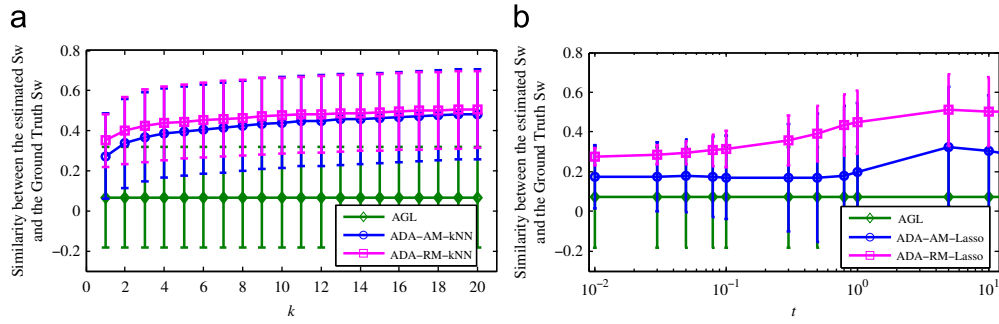 a
Similarity between the estimated Sw
and the Ground Truth Sw
0.8
0.6
0.4
0.2
0
−0.2
0 2 4 6 8 10 12 14 16 18 20
k
AGL
ADA−AM−kNN
ADA−RM−kNN
b
Similarity between the estimated Sw
and the Ground Truth Sw
0.8
0.6
0.4
0.2
0
−0.2
10⁻² 10⁻¹ 10⁰ 10¹
t
AGL
ADA−AM−Lasso
ADA−RM−Lasso